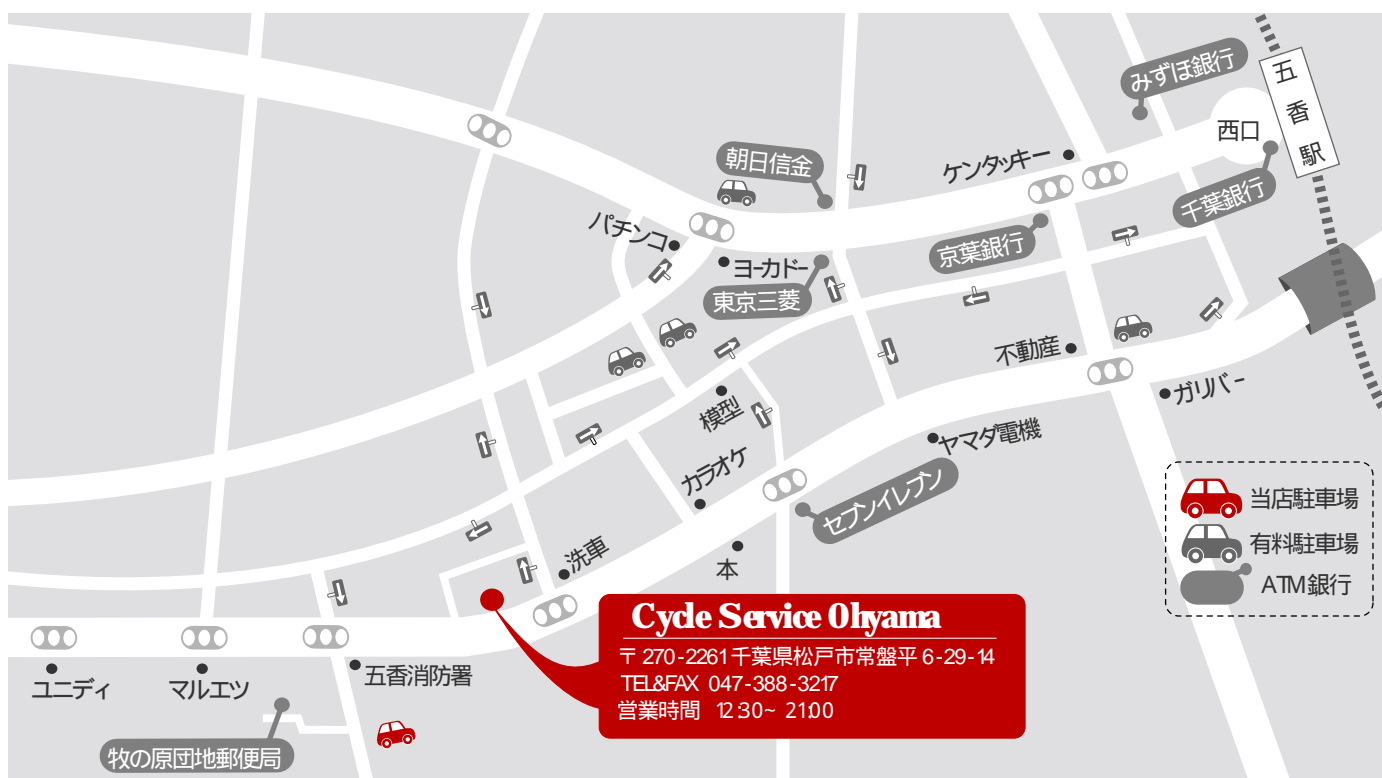 みずほ銀行
五香駅
西口
朝日信金
ケンタッキー
千葉銀行
パチンコ
京葉銀行
ヨーカドー
東京三菱
不動産
ガリバー
模型
ヤマダ電機
カラオケ
セブンイレブン
当店駐車場
有料駐車場
ATM銀行
洗車
本
Cycle Service Ohyama
〒270-2261千葉県松戸市常盤平6-29-14
TEL&FAX 047-388-3217
営業時間 12:30~ 21:00
五香消防署
ユニディ
マルエツ
牧の原団地郵便局